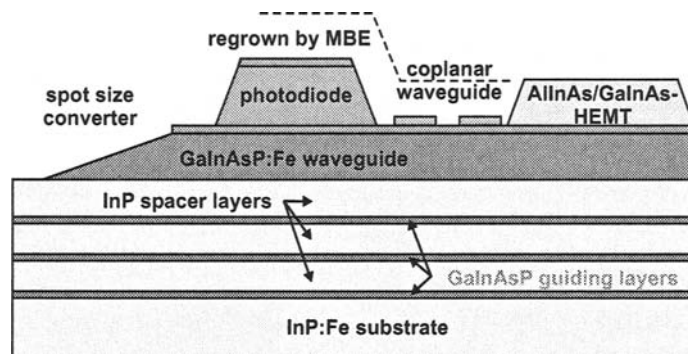 regrown by MBE
coplanar
waveguide
spot size
converter
photodiode
AlInAs/GaInAs-
HEMT
GaInAsP:Fe waveguide
InP spacer layers
GaInAsP guiding layers
InP:Fe substrate